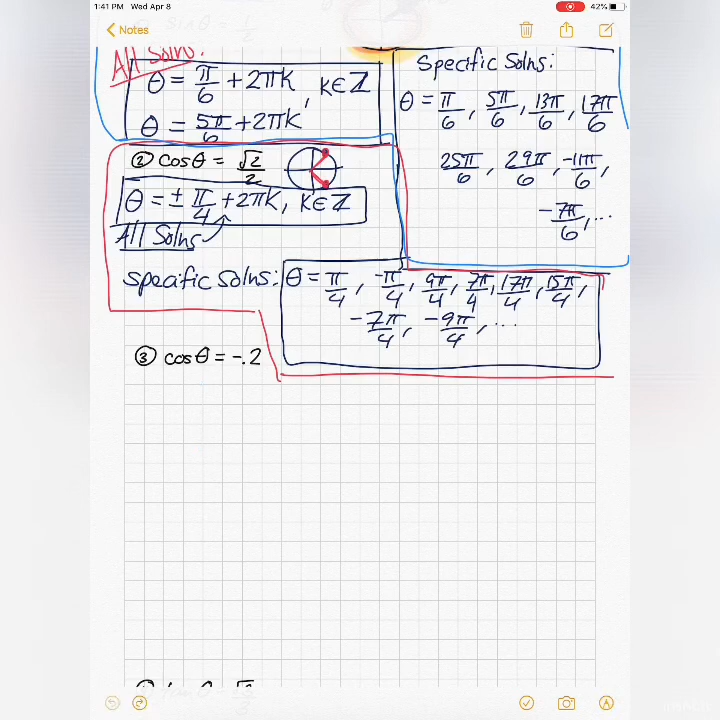 1:41 PM Wed Apr 8
42%
Notes
All Solns:
θ = π/6 + 2πk, k∈Z
θ = 5π/6 + 2πk
Specific Solns:
θ = π/6, 5π/6, 13π/6, 17π/6
25π/6, 29π/6, -11π/6,
-7π/6, ...
② cosθ = √2/2
θ = ± π/4 + 2πk, k∈Z
All Solns
Specific solns: θ = π/4, -π/4, 9π/4, 7π/4, 17π/4, 15π/4,
-7π/4, -9π/4, ...
③ cosθ = -.2